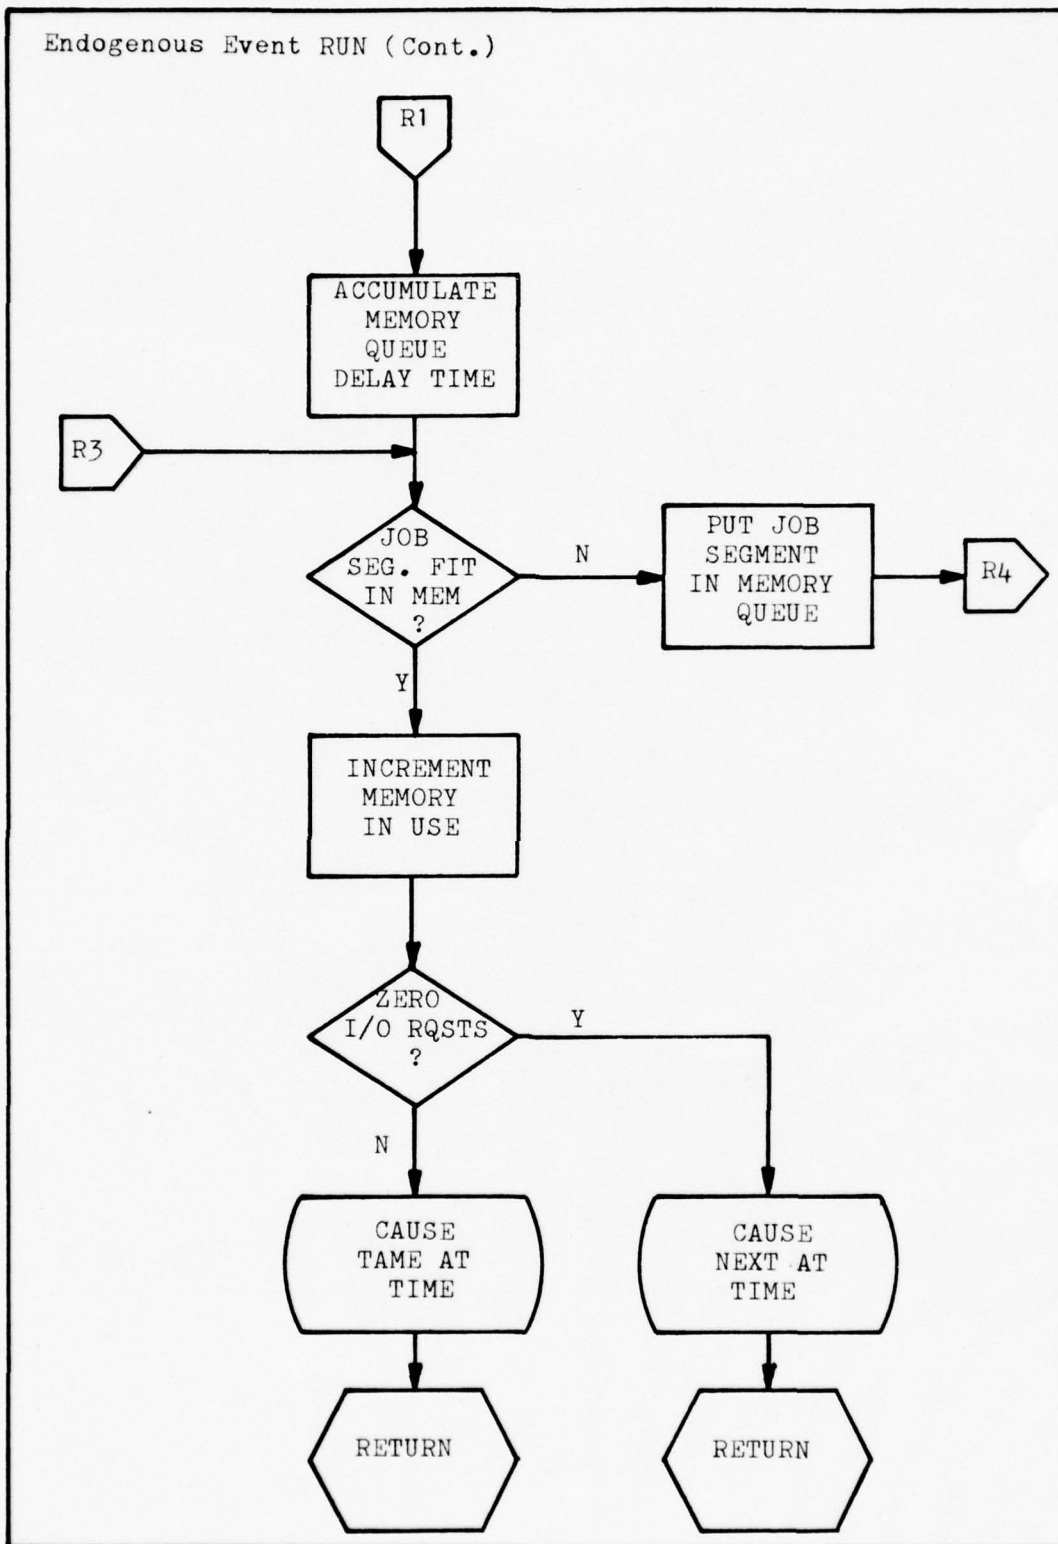 Endogenous Event RUN (Cont.)
R1
ACCUMULATE
MEMORY
QUEUE
DELAY TIME
R3
JOB
SEG. FIT
IN MEM
?
N
PUT JOB
SEGMENT
IN MEMORY
QUEUE
R4
Y
INCREMENT
MEMORY
IN USE
ZERO
I/O RQSTS
?
Y
N
CAUSE
TAME AT
TIME
CAUSE
NEXT AT
TIME
RETURN
RETURN